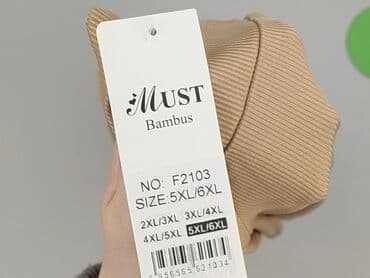 MUST
Bambus
NO: F2103
SIZE:5XL/6XL
2XL/3XL 3XL/4XL
4XL/5XL 5XL/6XL